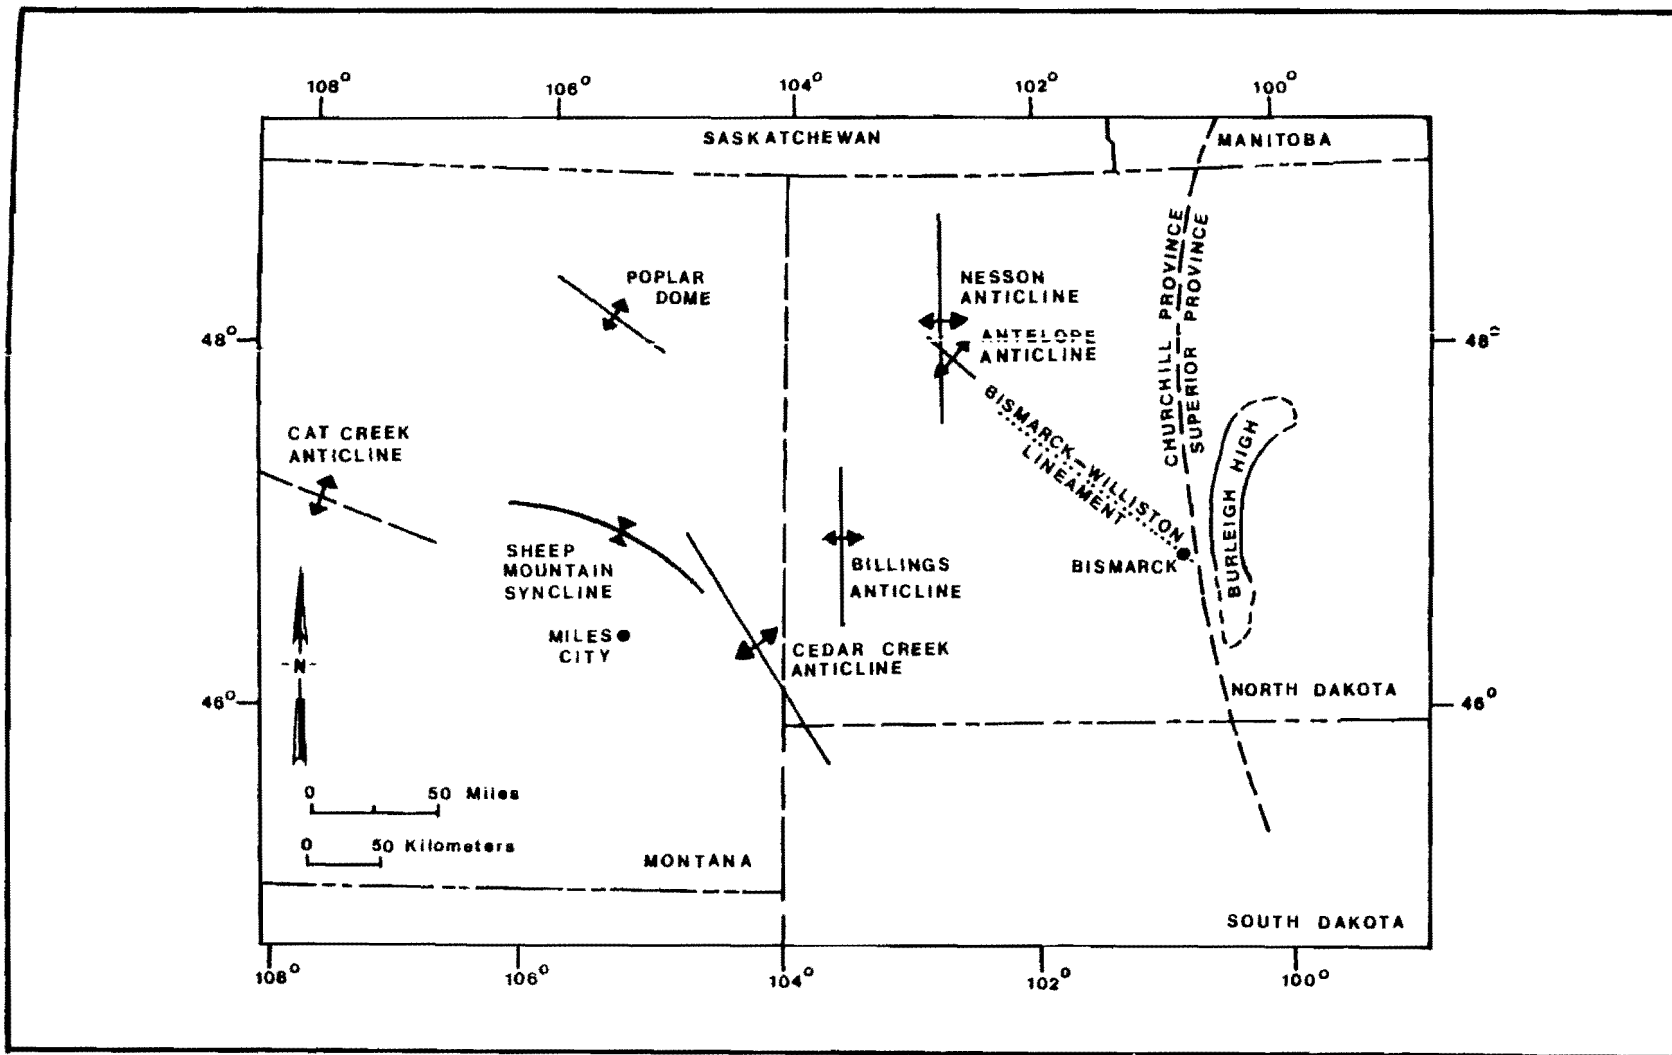 108° 106° 104° 102° 100°
SASKATCHEWAN
MANITOBA
CHURCHILL PROVINCE
SUPERIOR PROVINCE
POPLAR
DOME
NESSON
ANTICLINE
48°
ANTELOPE
ANTICLINE
48°
BISMARCK-WILLISTON
LINEAMENT
CAT CREEK
ANTICLINE
BURLEIGH HIGH
SHEEP
MOUNTAIN
SYNCLINE
BILLINGS
ANTICLINE
BISMARCK
MILES
CITY
CEDAR CREEK
ANTICLINE
N
46°
NORTH DAKOTA
46°
0 50 Miles
0 50 Kilometers
MONTANA
SOUTH DAKOTA
108° 106° 104° 102° 100°